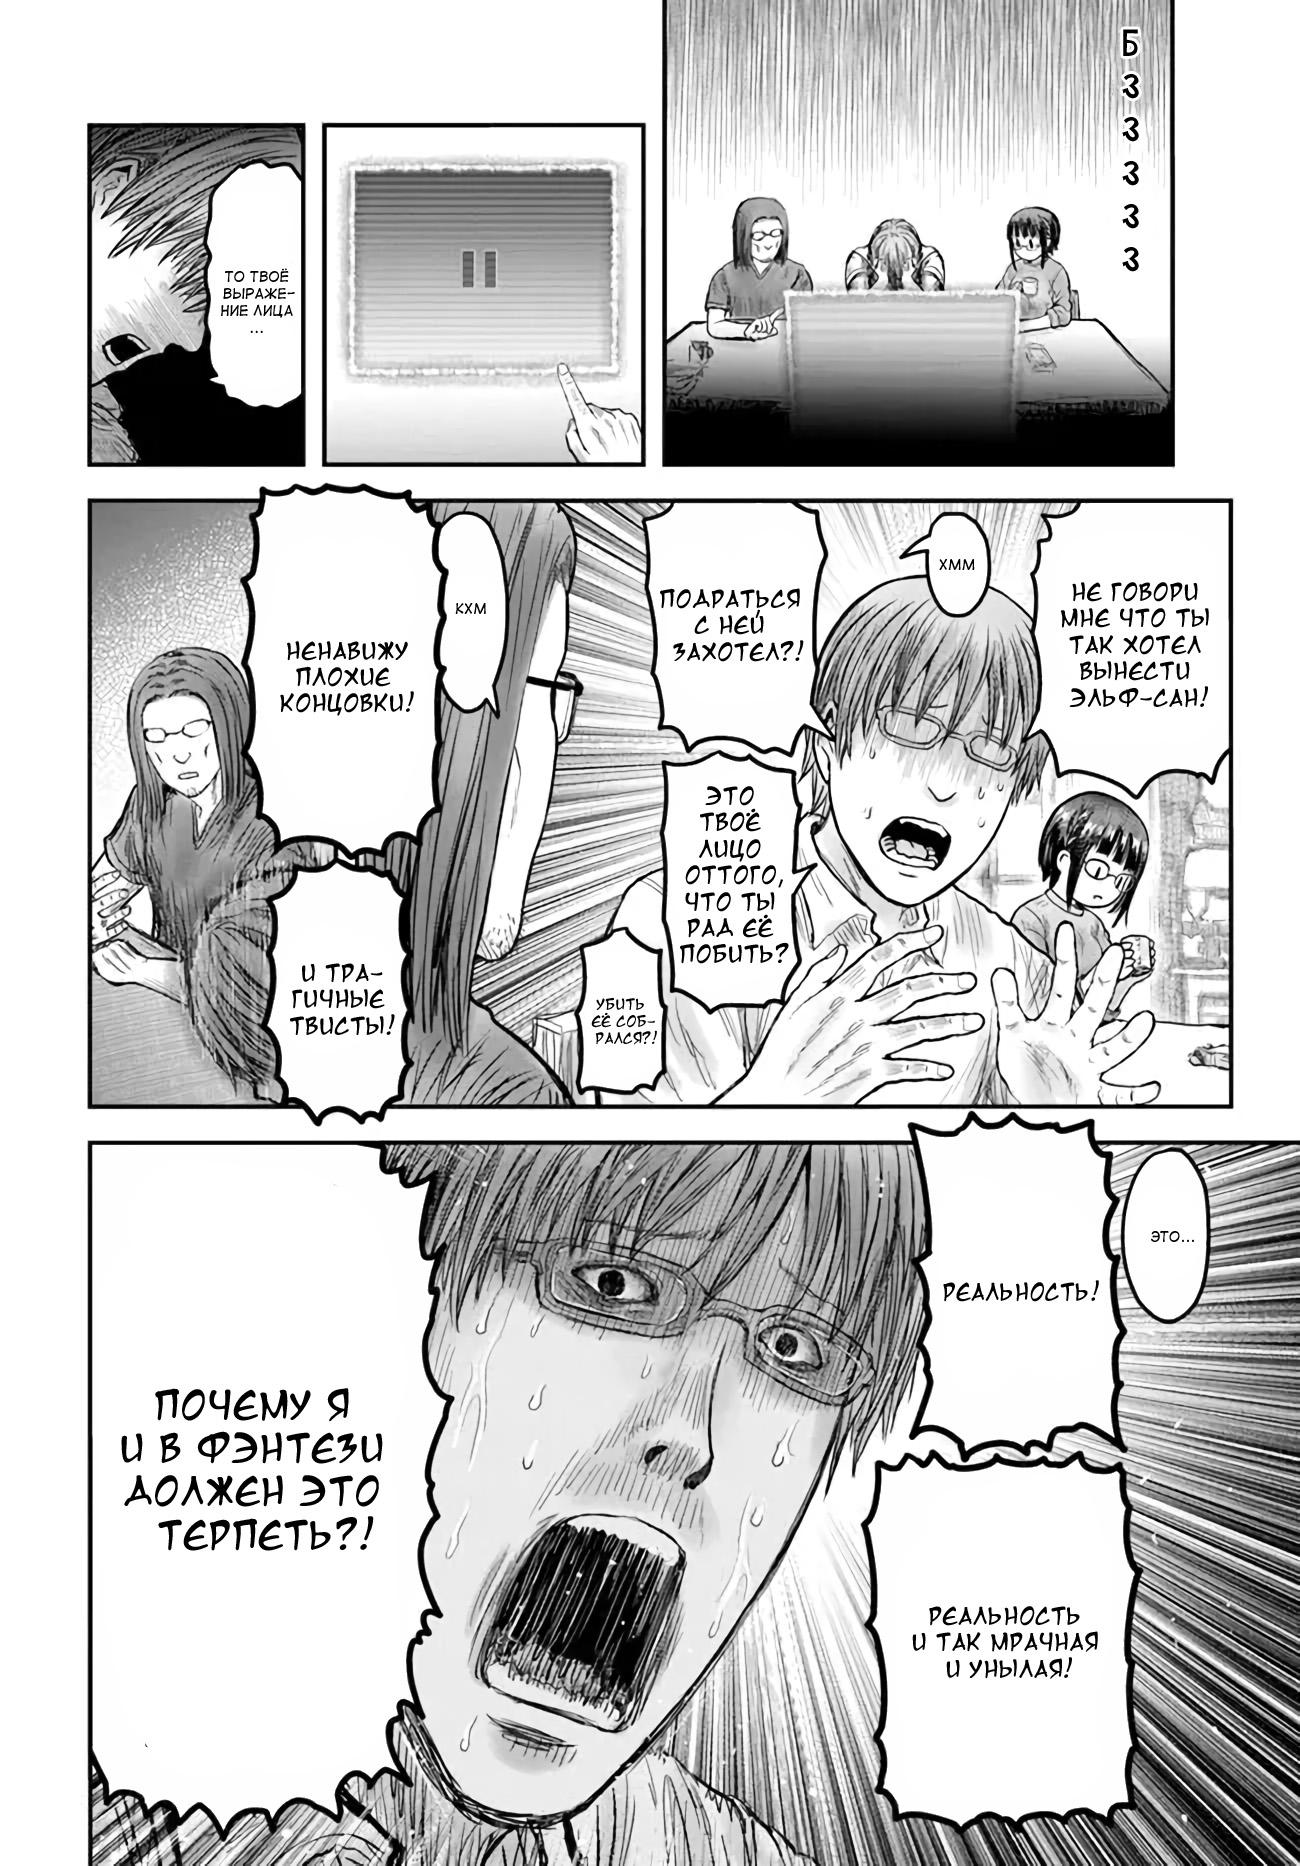 БЗЗЗЗЗ
ТО ТВОЁ
ВЫРАЖЕ-
НИЕ ЛИЦА
...
НЕ ГОВОРИ
МНЕ ЧТО ТЫ
ТАК ХОТЕЛ
ВЫНЕСТИ
ЭЛЬФ-САН!
ХММ
ПОДРАТЬСЯ
С НЕЙ
ЗАХОТЕЛ?!
ЭТО
ТВОЁ
ЛИЦО
ОТТОГО,
ЧТО ТЫ
РАД ЕЁ
ПОБИТЬ?
УБИТЬ
ЕЁ СОБ-
РАЛСЯ?!
КХМ
НЕНАВИЖУ
ПЛОХИЕ
КОНЦОВКИ!
И ТРА-
ГИЧНЫЕ
ТВИСТЫ!
ЭТО...
РЕАЛЬНОСТЬ!
РЕАЛЬНОСТЬ
И ТАК МРАЧНАЯ
И УНЫЛАЯ!
ПОЧЕМУ Я
И В ФЭНТЕЗИ
ДОЛЖЕН ЭТО
ТЕРПЕТЬ?!